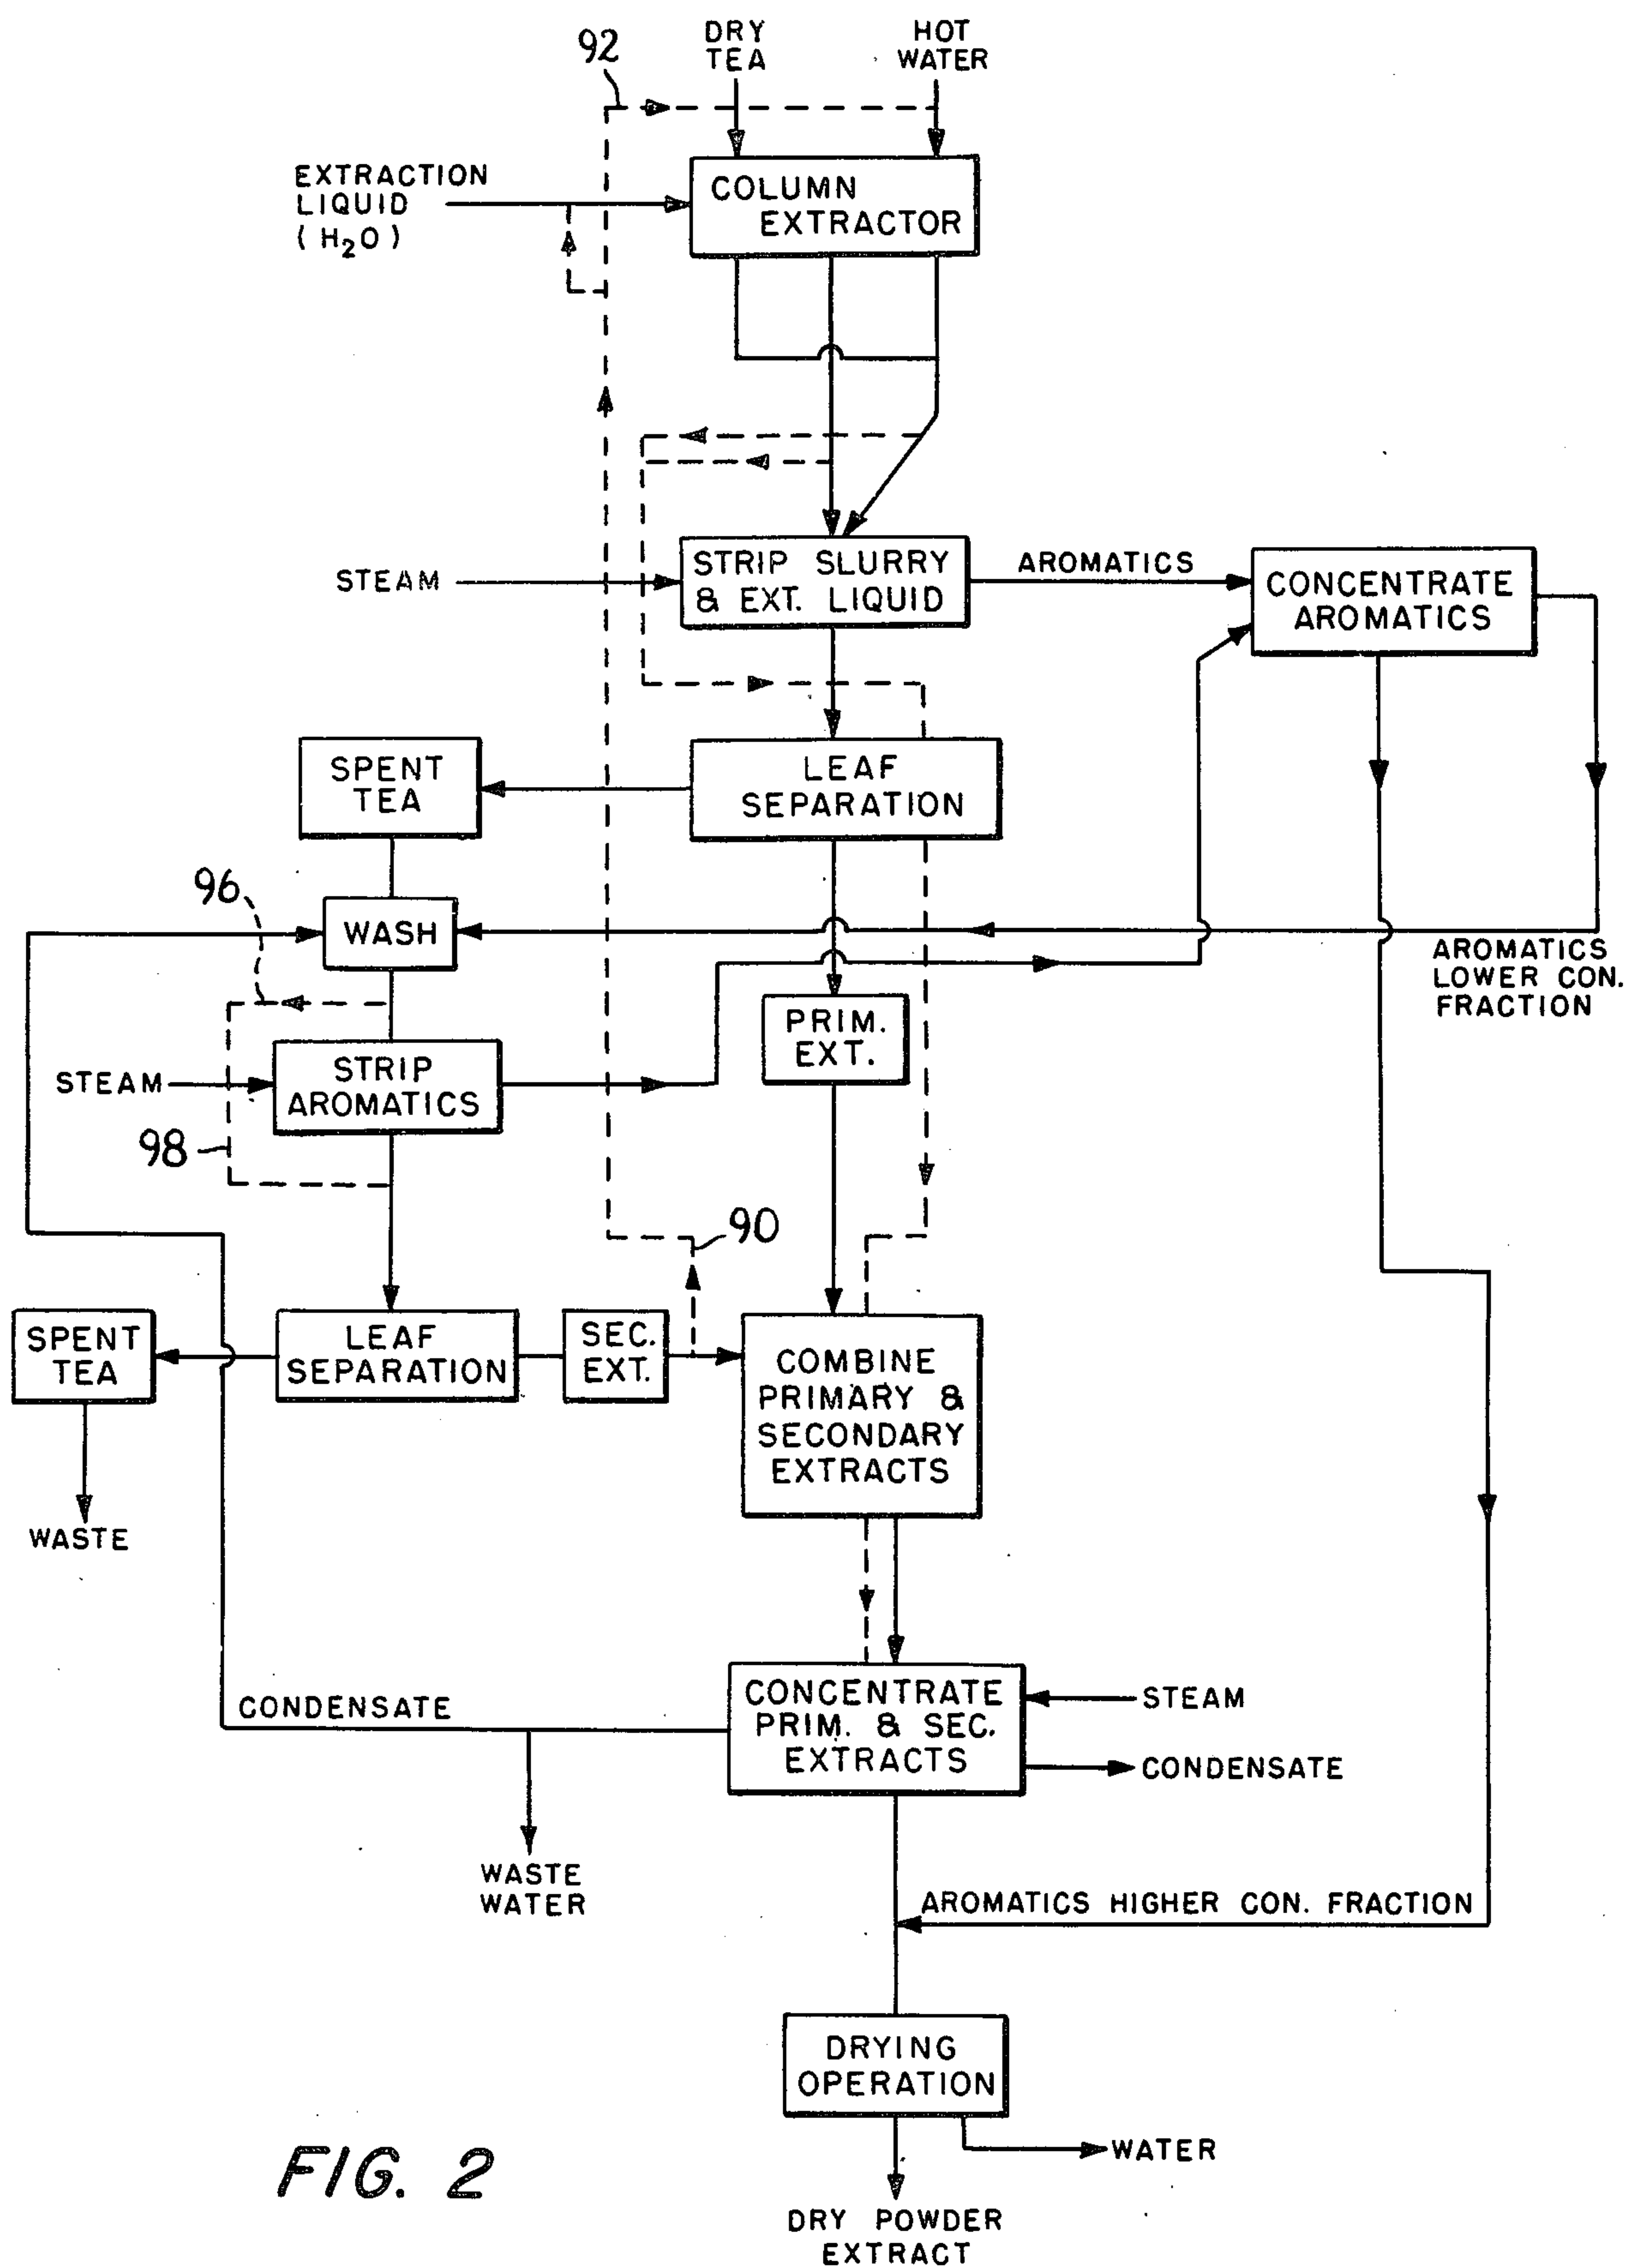 92
DRY
TEA
HOT
WATER
EXTRACTION
LIQUID
(H₂O)
COLUMN
EXTRACTOR
STEAM
STRIP SLURRY
& EXT. LIQUID
AROMATICS
CONCENTRATE
AROMATICS
SPENT
TEA
LEAF
SEPARATION
96
WASH
AROMATICS
LOWER CON.
FRACTION
PRIM.
EXT.
STEAM
STRIP
AROMATICS
98
90
SPENT
TEA
LEAF
SEPARATION
SEC.
EXT.
COMBINE
PRIMARY &
SECONDARY
EXTRACTS
WASTE
CONDENSATE
CONCENTRATE
PRIM. & SEC.
EXTRACTS
STEAM
CONDENSATE
WASTE
WATER
AROMATICS HIGHER CON. FRACTION
DRYING
OPERATION
WATER
DRY POWDER
EXTRACT
FIG. 2